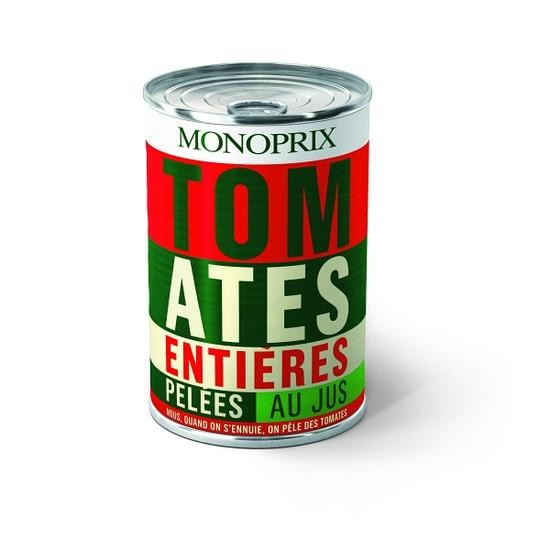 MONOPRIX
TOM
ATES
ENTIÈRES
PELÉES AU JUS
NOUS, QUAND ON S'ENNUIE, ON PÈLE DES TOMATES